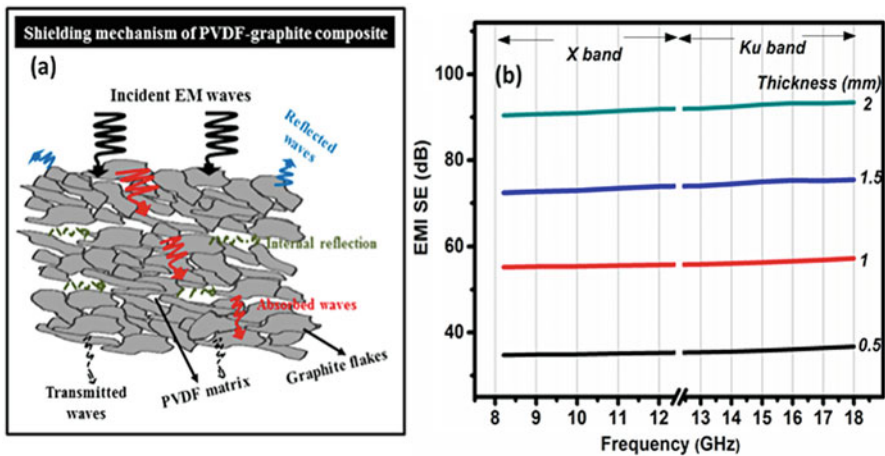 Shielding mechanism of PVDF-graphite composite
(a)
Incident EM waves
Reflected
waves
Internal reflection
Absorbed waves
Transmitted
waves
PVDF matrix
Graphite flakes
(b)
X band
Ku band
Thickness (mm)
2
1.5
1
0.5
EMI SE (dB)
100
80
60
40
8 9 10 11 12 13 14 15 16 17 18
Frequency (GHz)